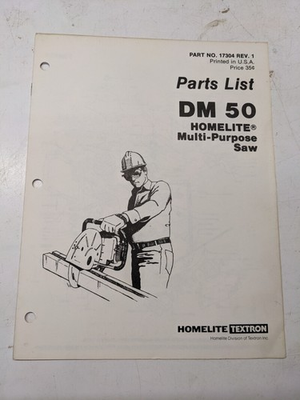 PART NO. 17304 REV. 1
Printed in U.S.A.
Price 35¢
Parts List
DM 50
HOMELITE®
Multi-Purpose
Saw
HOMELITE TEXTRON
Homelite Division of Textron Inc.